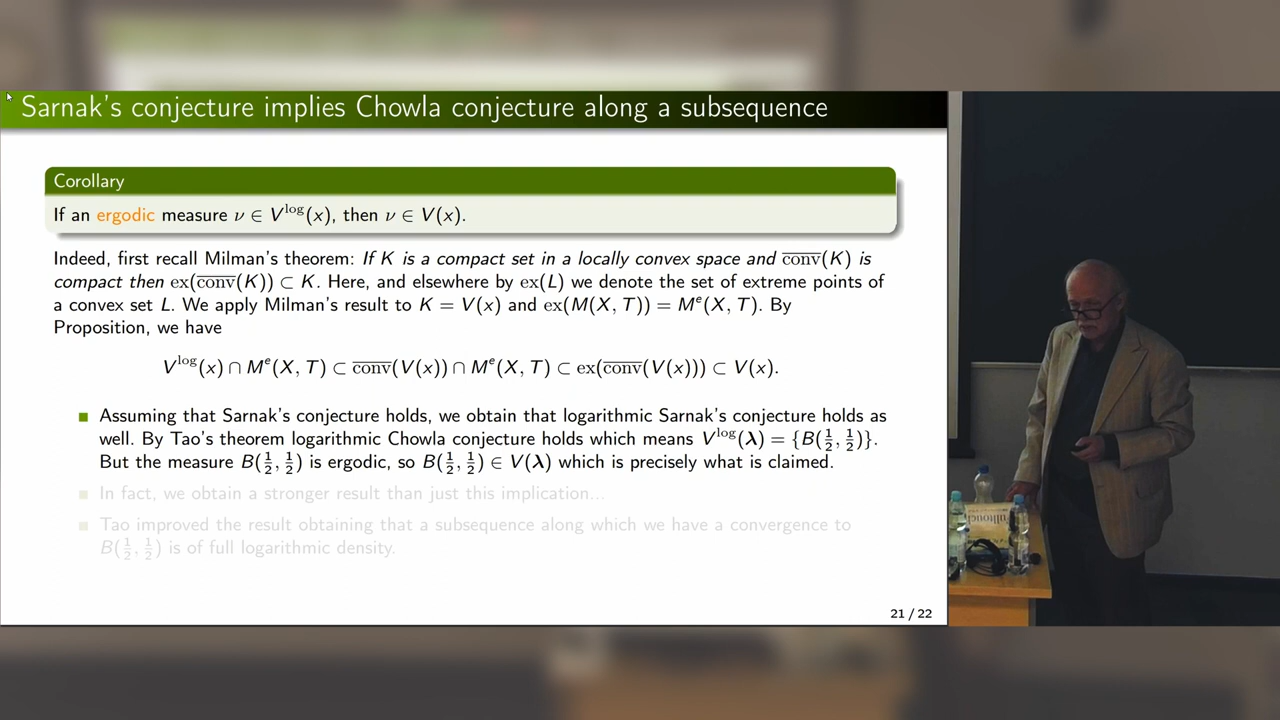 Sarnak's conjecture implies Chowla conjecture along a subsequence
Corollary
If an ergodic measure ν ∈ V^log(x), then ν ∈ V(x).
Indeed, first recall Milman's theorem: If K is a compact set in a locally convex space and \overline{conv}(K) is
compact then ex(\overline{conv}(K)) ⊂ K. Here, and elsewhere by ex(L) we denote the set of extreme points of
a convex set L. We apply Milman's result to K = V(x) and ex(M(X, T)) = M^e(X, T). By
Proposition, we have
V^log(x) ∩ M^e(X, T) ⊂ \overline{conv}(V(x)) ∩ M^e(X, T) ⊂ ex(\overline{conv}(V(x))) ⊂ V(x).
Assuming that Sarnak's conjecture holds, we obtain that logarithmic Sarnak's conjecture holds as
well. By Tao's theorem logarithmic Chowla conjecture holds which means V^log(λ) = {B(1/2, 1/2)}.
But the measure B(1/2, 1/2) is ergodic, so B(1/2, 1/2) ∈ V(λ) which is precisely what is claimed.
In fact, we obtain a stronger result than just this implication...
Tao improved the result obtaining that a subsequence along which we have a convergence to
B(1/2, 1/2) is of full logarithmic density.
21 / 22